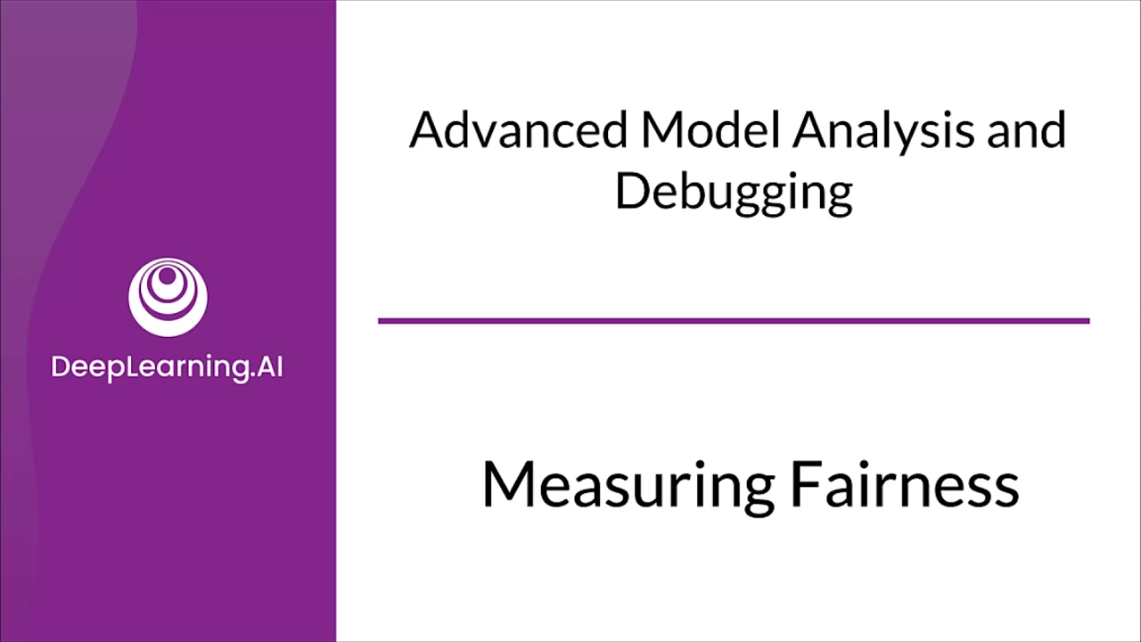 Advanced Model Analysis and
Debugging
DeepLearning.AI
Measuring Fairness